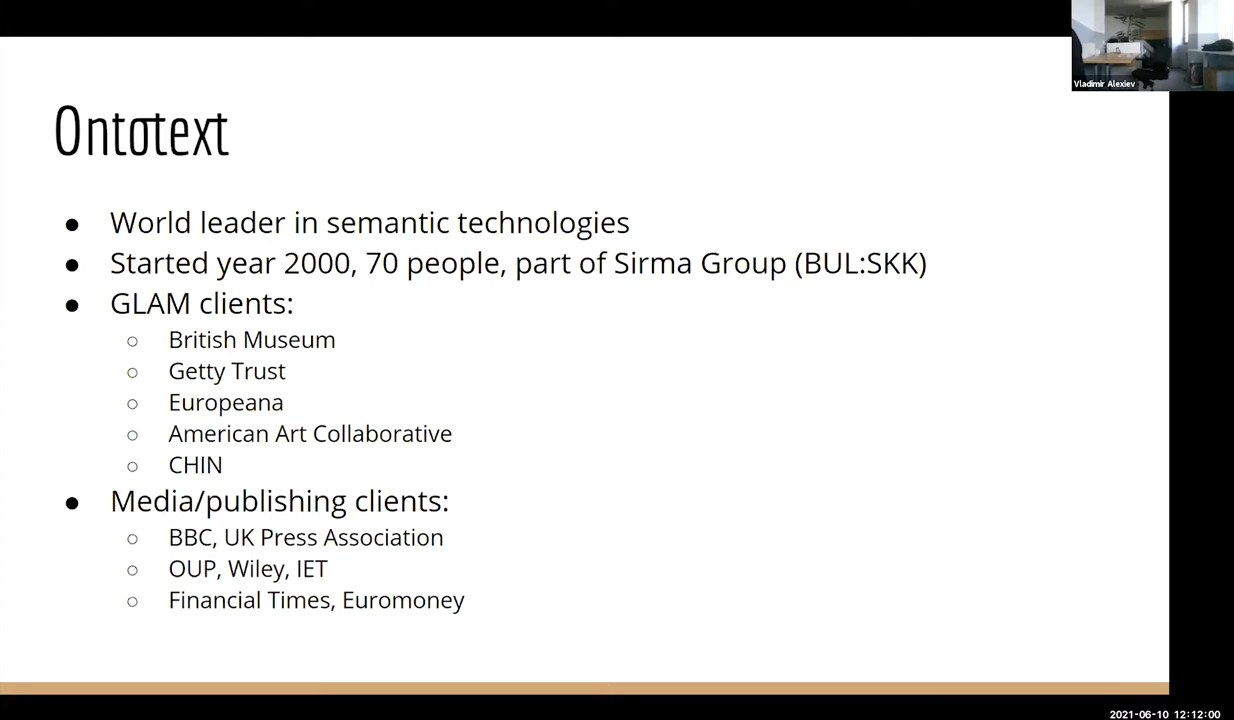 Vladimir Alexiev
Ontotext
● World leader in semantic technologies
● Started year 2000, 70 people, part of Sirma Group (BUL:SKK)
● GLAM clients:
○ British Museum
○ Getty Trust
○ Europeana
○ American Art Collaborative
○ CHIN
● Media/publishing clients:
○ BBC, UK Press Association
○ OUP, Wiley, IET
○ Financial Times, Euromoney
2021-06-10 12:12:00